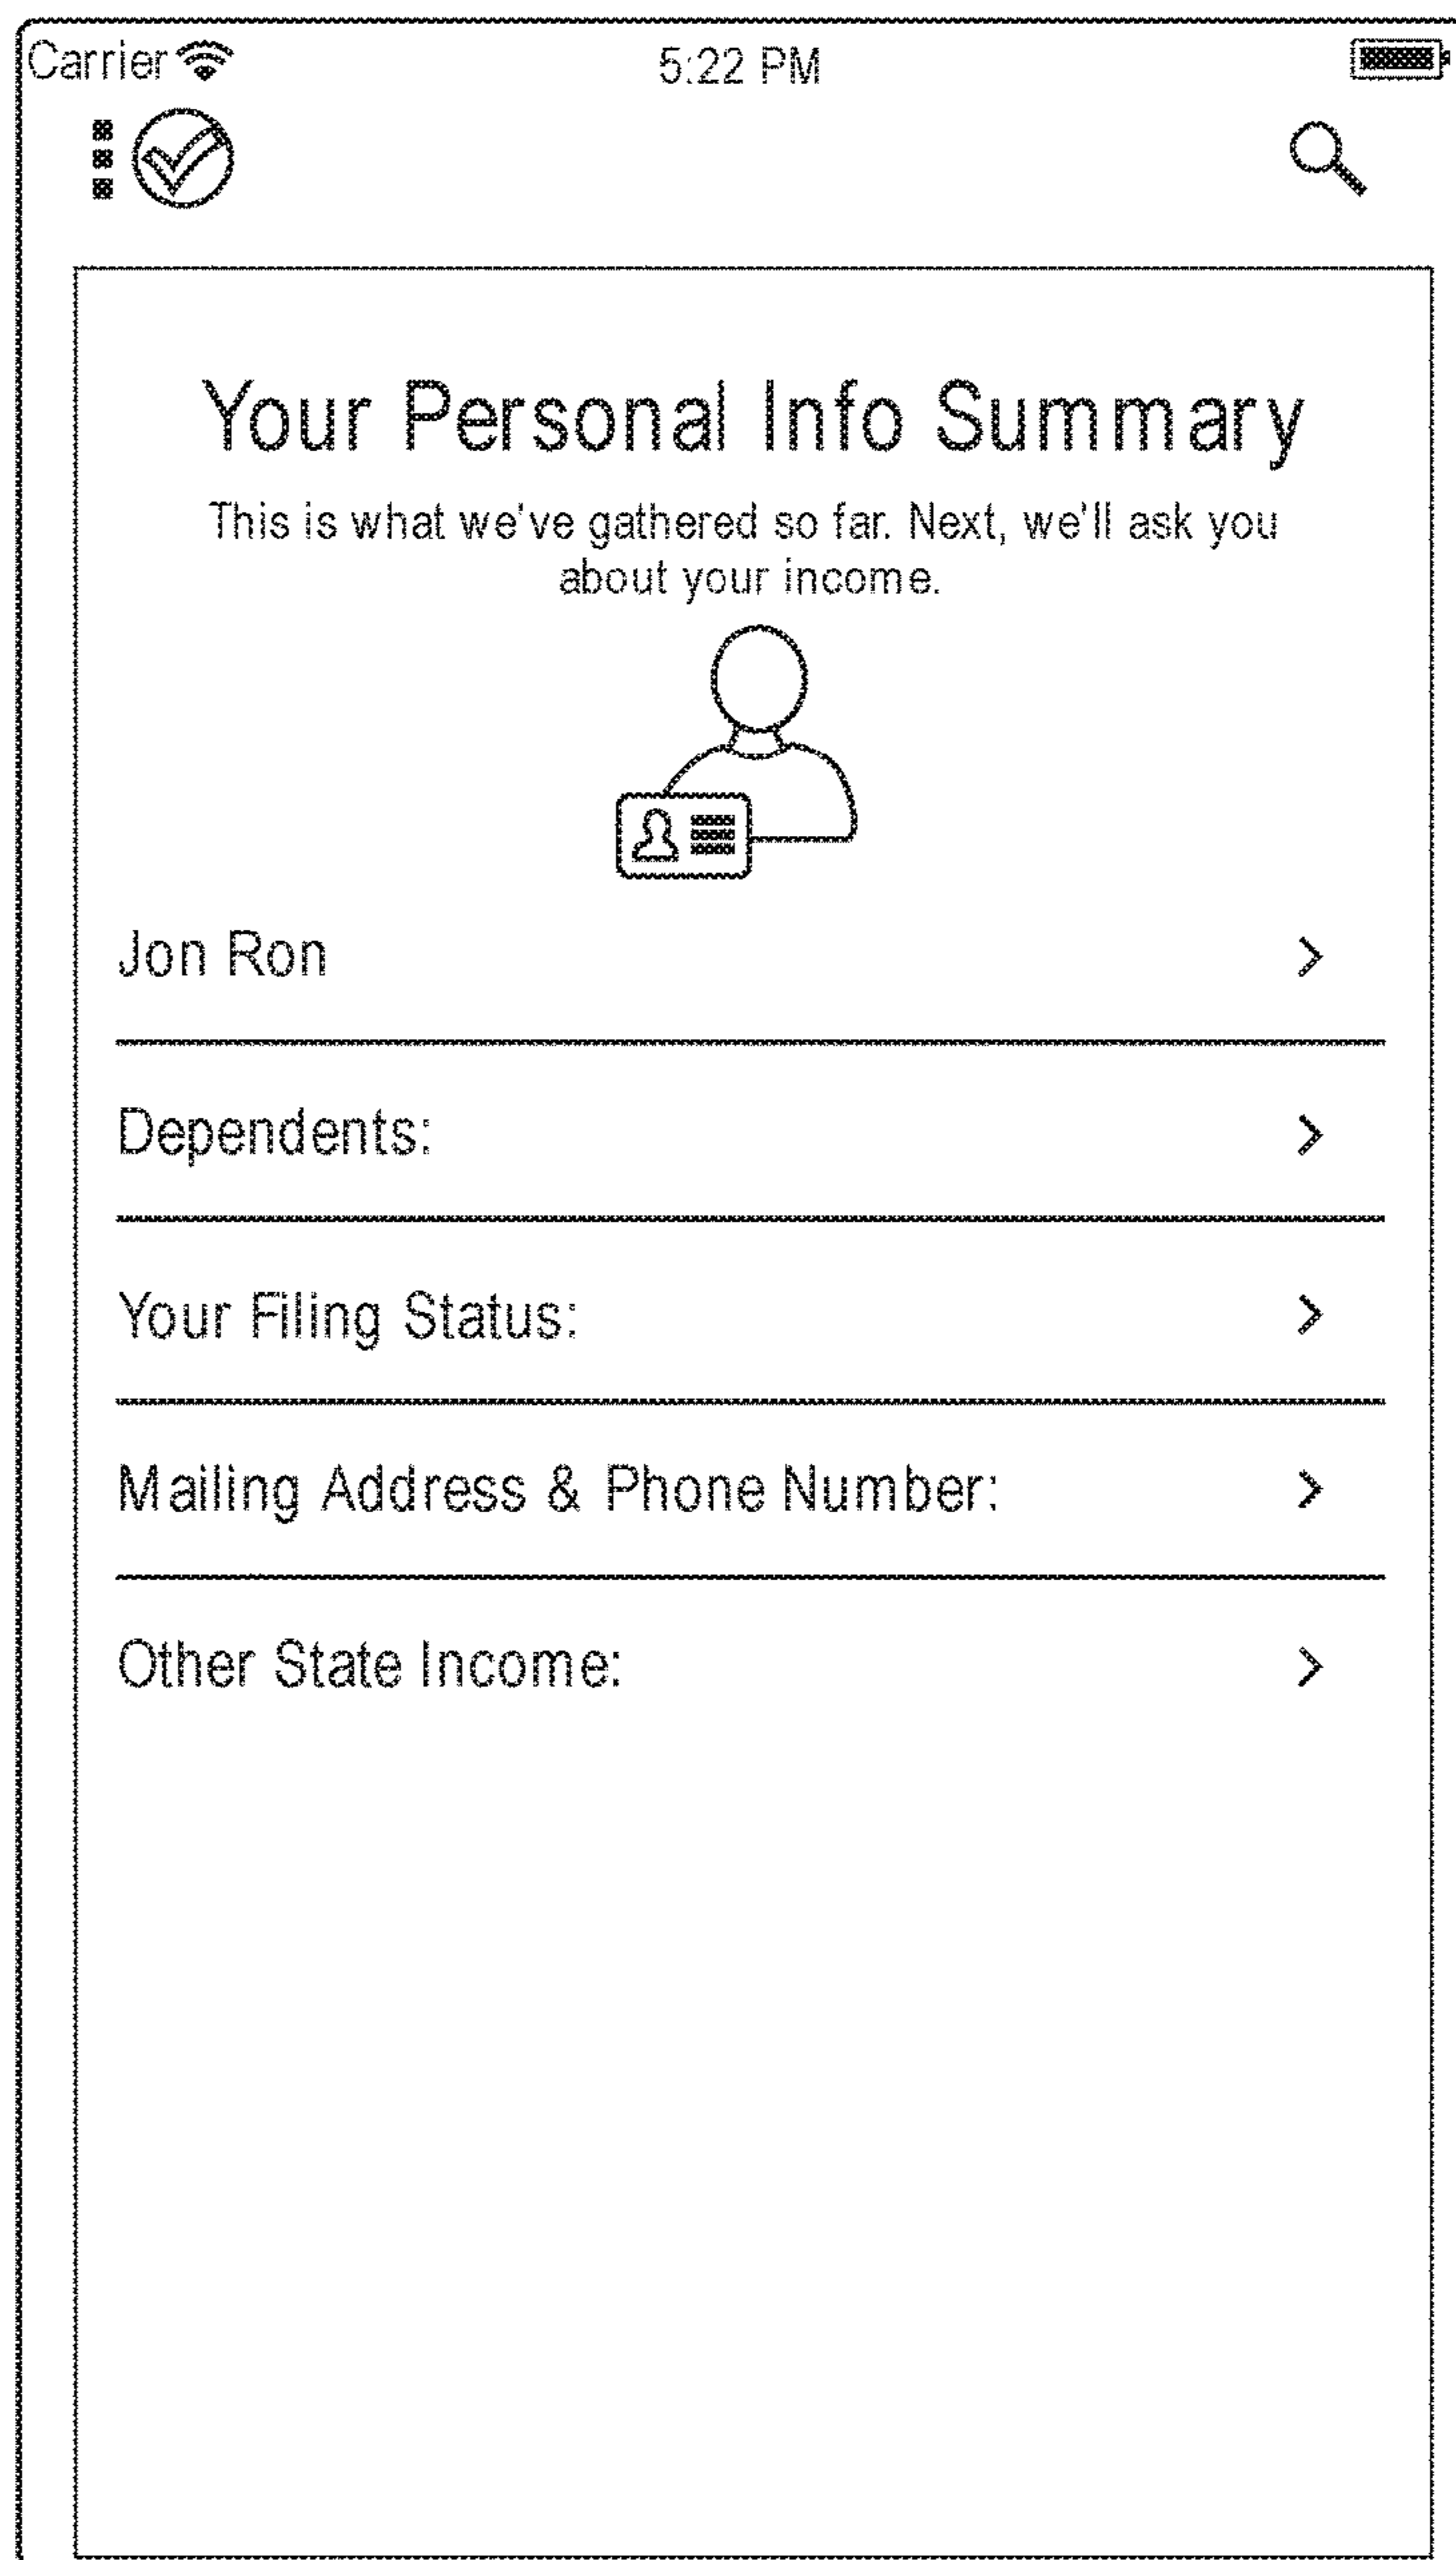 Carrier
5:22 PM
Your Personal Info Summary
This is what we've gathered so far. Next, we'll ask you
about your income.
Jon Ron
Dependents:
Your Filing Status:
Mailing Address & Phone Number:
Other State Income: